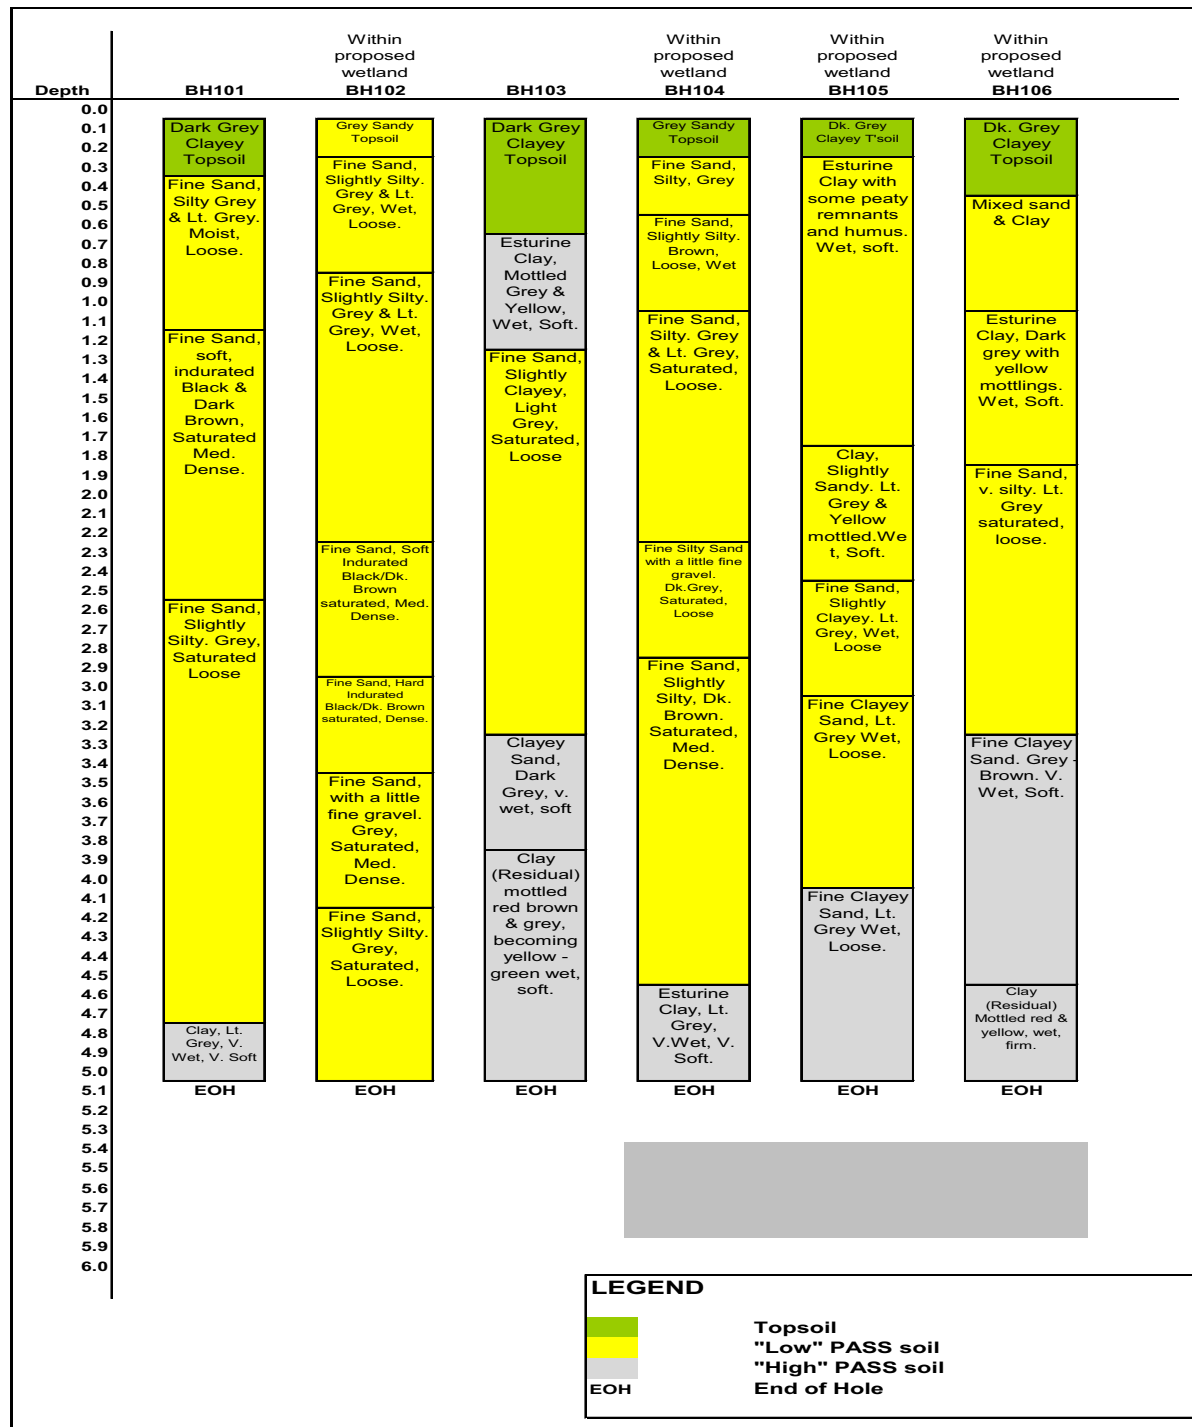 Within
proposed
wetland
Within
proposed
wetland
Within
proposed
wetland
Within
proposed
wetland
Depth BH101 BH102 BH103 BH104 BH105 BH106
0.0
0.1
0.2
0.3
0.4
0.5
0.6
0.7
0.8
0.9
1.0
1.1
1.2
1.3
1.4
1.5
1.6
1.7
1.8
1.9
2.0
2.1
2.2
2.3
2.4
2.5
2.6
2.7
2.8
2.9
3.0
3.1
3.2
3.3
3.4
3.5
3.6
3.7
3.8
3.9
4.0
4.1
4.2
4.3
4.4
4.5
4.6
4.7
4.8
4.9
5.0
5.1
5.2
5.3
5.4
5.5
5.6
5.7
5.8
5.9
6.0
Dark Grey
Clayey
Topsoil
Fine Sand,
Silty Grey
& Lt. Grey.
Moist,
Loose.
Fine Sand,
soft,
indurated
Black &
Dark
Brown,
Saturated
Med.
Dense.
Fine Sand,
Slightly
Silty. Grey,
Saturated
Loose
Clay, Lt.
Grey, V.
Wet, V. Soft
EOH
Grey Sandy
Topsoil
Fine Sand,
Slightly Silty.
Grey & Lt.
Grey, Wet,
Loose.
Fine Sand,
Slightly Silty.
Grey & Lt.
Grey, Wet,
Loose.
Fine Sand, Soft
Indurated
Black/Dk.
Brown
saturated, Med.
Dense.
Fine Sand, Hard
Indurated
Black/Dk. Brown
saturated, Dense.
Fine Sand,
with a little
fine gravel.
Grey,
Saturated,
Med.
Dense.
Fine Sand,
Slightly Silty.
Grey,
Saturated,
Loose.
EOH
Dark Grey
Clayey
Topsoil
Esturine
Clay,
Mottled
Grey &
Yellow,
Wet, Soft.
Fine Sand,
Slightly
Clayey,
Light
Grey,
Saturated,
Loose
Clayey
Sand,
Dark
Grey, v.
wet, soft
Clay
(Residual)
mottled
red brown
& grey,
becoming
yellow -
green wet,
soft.
EOH
Grey Sandy
Topsoil
Fine Sand,
Silty, Grey
Fine Sand,
Slightly Silty.
Brown,
Loose, Wet
Fine Sand,
Silty. Grey
& Lt. Grey,
Saturated,
Loose.
Fine Silty Sand
with a little fine
gravel.
Dk.Grey,
Saturated,
Loose
Fine Sand,
Slightly
Silty, Dk.
Brown.
Saturated,
Med.
Dense.
Esturine
Clay, Lt.
Grey,
V.Wet, V.
Soft.
EOH
Dk. Grey
Clayey T'soil
Esturine
Clay with
some peaty
remnants
and humus.
Wet, soft.
Clay,
Slightly
Sandy. Lt.
Grey &
Yellow
mottled.We
t, Soft.
Fine Sand,
Slightly
Clayey. Lt.
Grey, Wet,
Loose
Fine Clayey
Sand, Lt.
Grey Wet,
Loose.
Fine Clayey
Sand, Lt.
Grey Wet,
Loose.
EOH
Dk. Grey
Clayey
Topsoil
Mixed sand
& Clay
Esturine
Clay, Dark
grey with
yellow
mottlings.
Wet, Soft.
Fine Sand,
v. silty. Lt.
Grey
saturated,
loose.
Fine Clayey
Sand. Grey -
Brown. V.
Wet, Soft.
Clay
(Residual)
Mottled red &
yellow, wet,
firm.
EOH
LEGEND
Topsoil
"Low" PASS soil
"High" PASS soil
EOH End of Hole